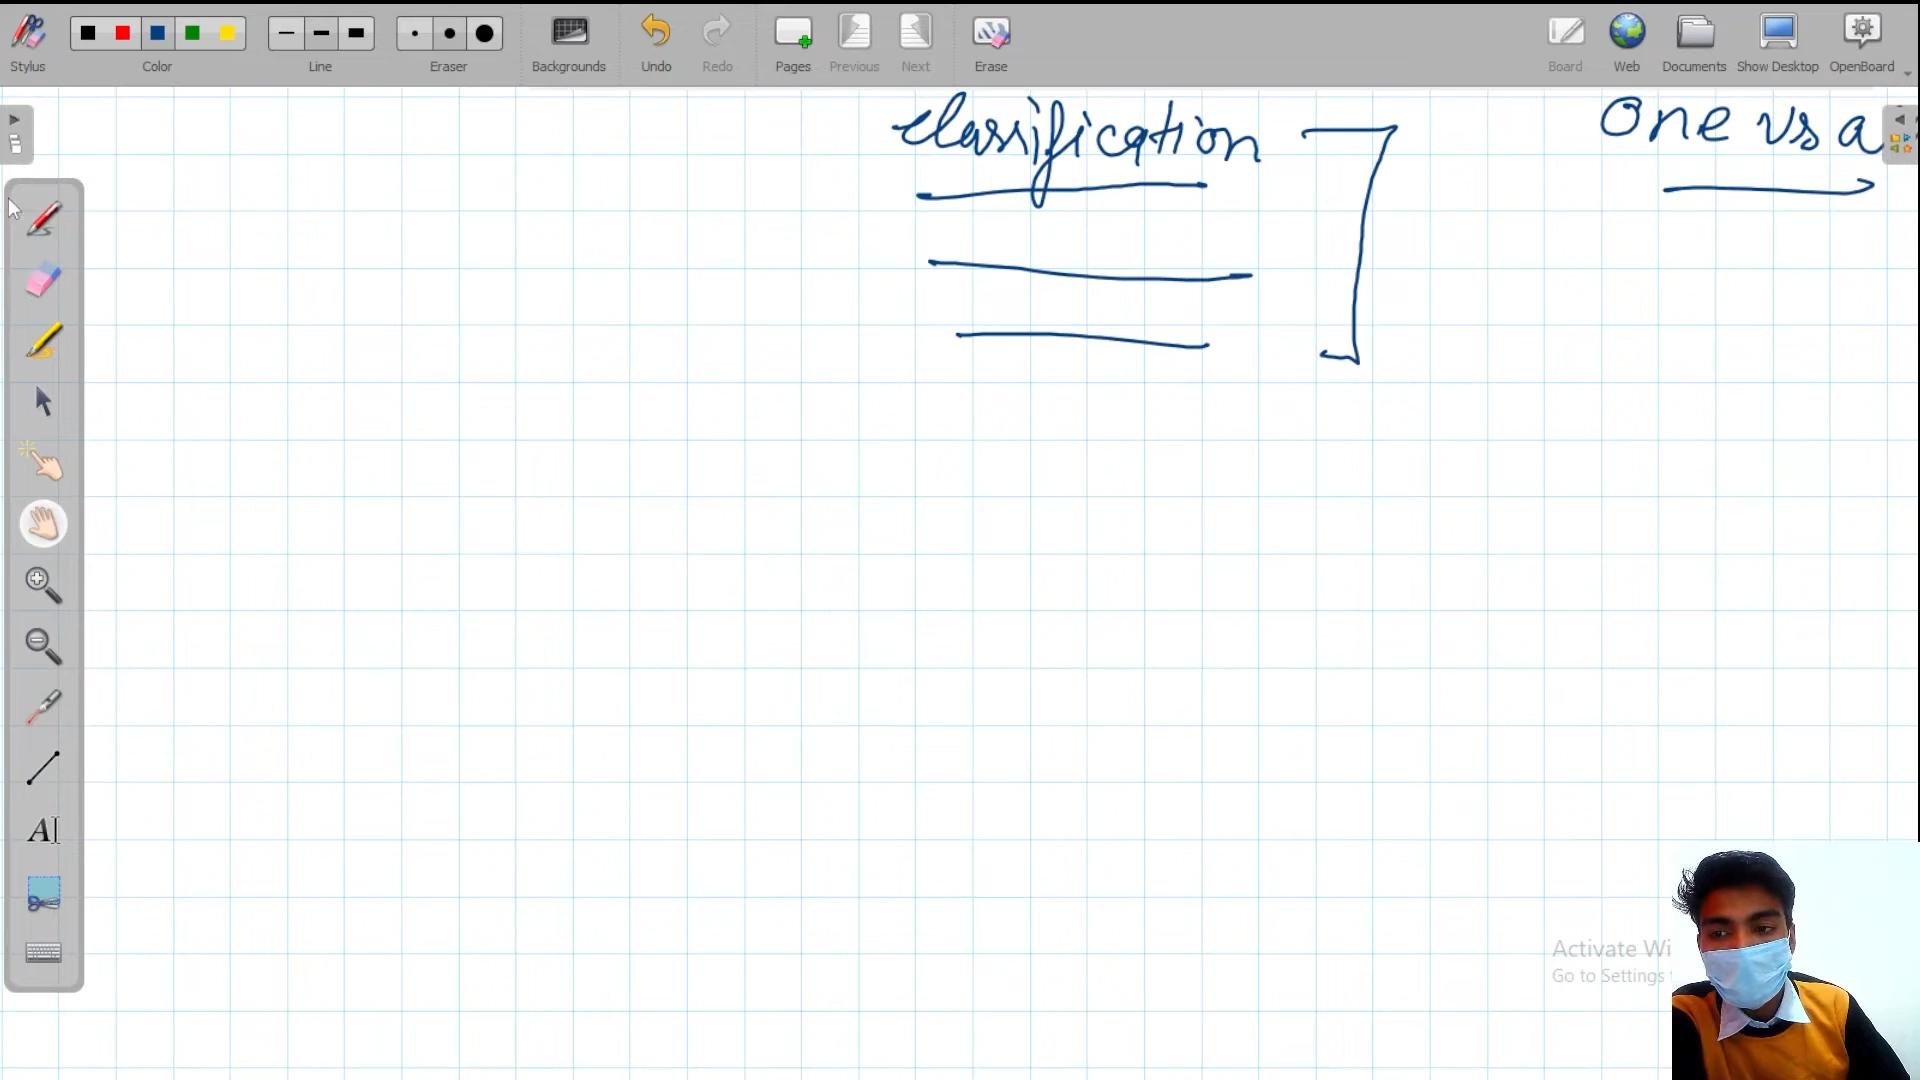 Stylus Color Line Eraser Backgrounds Undo Redo Pages Previous Next Erase Board Web Documents Show Desktop OpenBoard
classification One vs a
A
Activate Wi
Go to Settings